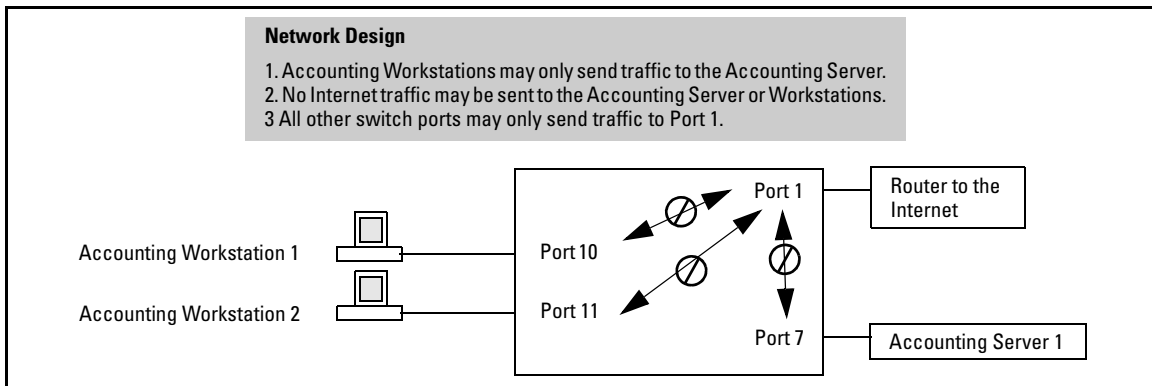 Network Design
1. Accounting Workstations may only send traffic to the Accounting Server.
2. No Internet traffic may be sent to the Accounting Server or Workstations.
3 All other switch ports may only send traffic to Port 1.
Port 1
Router to the
Internet
Accounting Workstation 1
Port 10
Accounting Workstation 2
Port 11
Port 7
Accounting Server 1